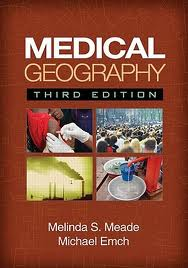 MEDICAL
GEOGRAPHY
THIRD EDITION
Melinda S. Meade
Michael Emch